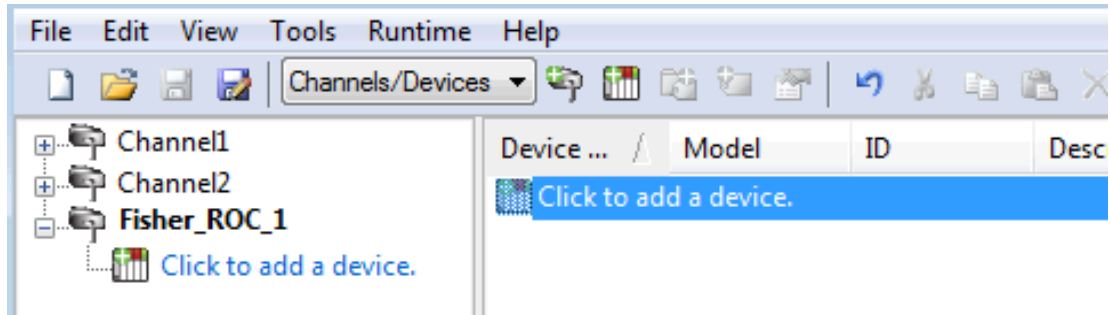 File Edit View Tools Runtime Help
Channels/Devices
Channel1
Channel2
Fisher_ROC_1
Click to add a device.
Device ... Model ID Desc
Click to add a device.